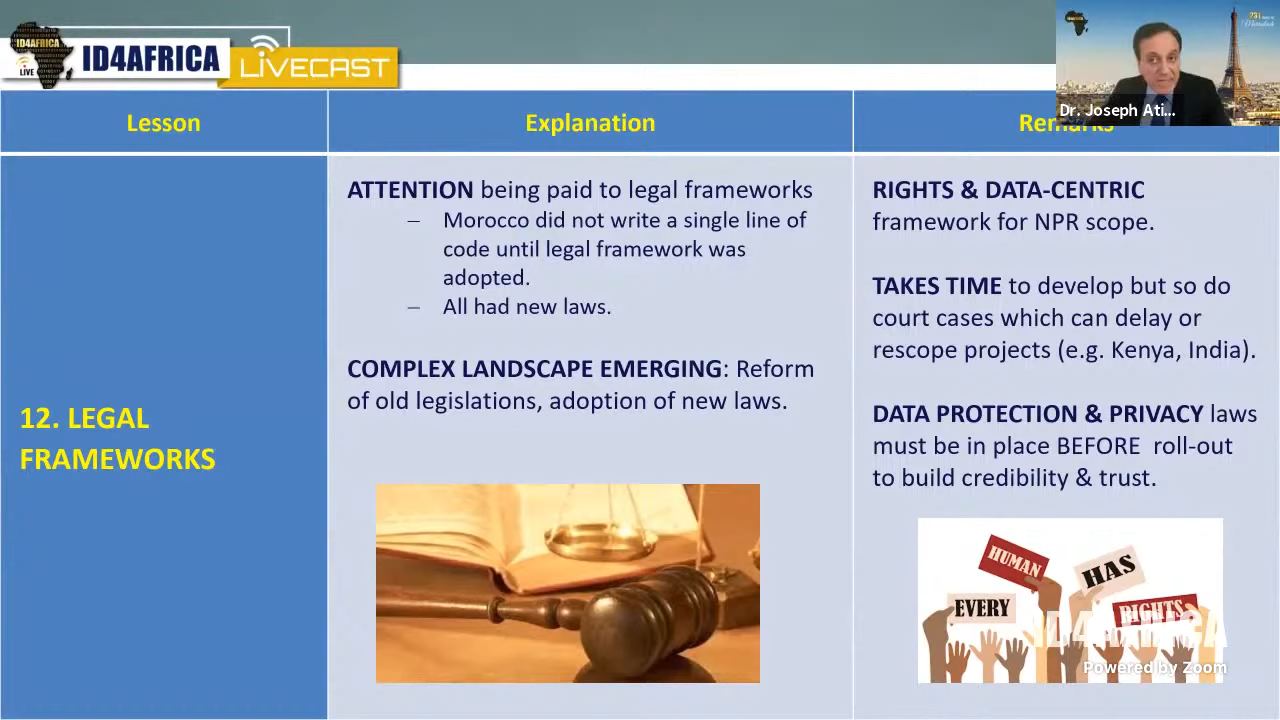 ID4AFRICA
LIVE
ID4AFRICA
LIVECAST
Dr. Joseph Ati...
Lesson
Explanation
Remarks
12. LEGAL
FRAMEWORKS
ATTENTION being paid to legal frameworks
– Morocco did not write a single line of
code until legal framework was
adopted.
– All had new laws.
COMPLEX LANDSCAPE EMERGING: Reform
of old legislations, adoption of new laws.
RIGHTS & DATA-CENTRIC
framework for NPR scope.
TAKES TIME to develop but so do
court cases which can delay or
rescope projects (e.g. Kenya, India).
DATA PROTECTION & PRIVACY laws
must be in place BEFORE roll-out
to build credibility & trust.
EVERY
HUMAN
HAS
RIGHTS
ID4AFRICA
Powered by Zoom